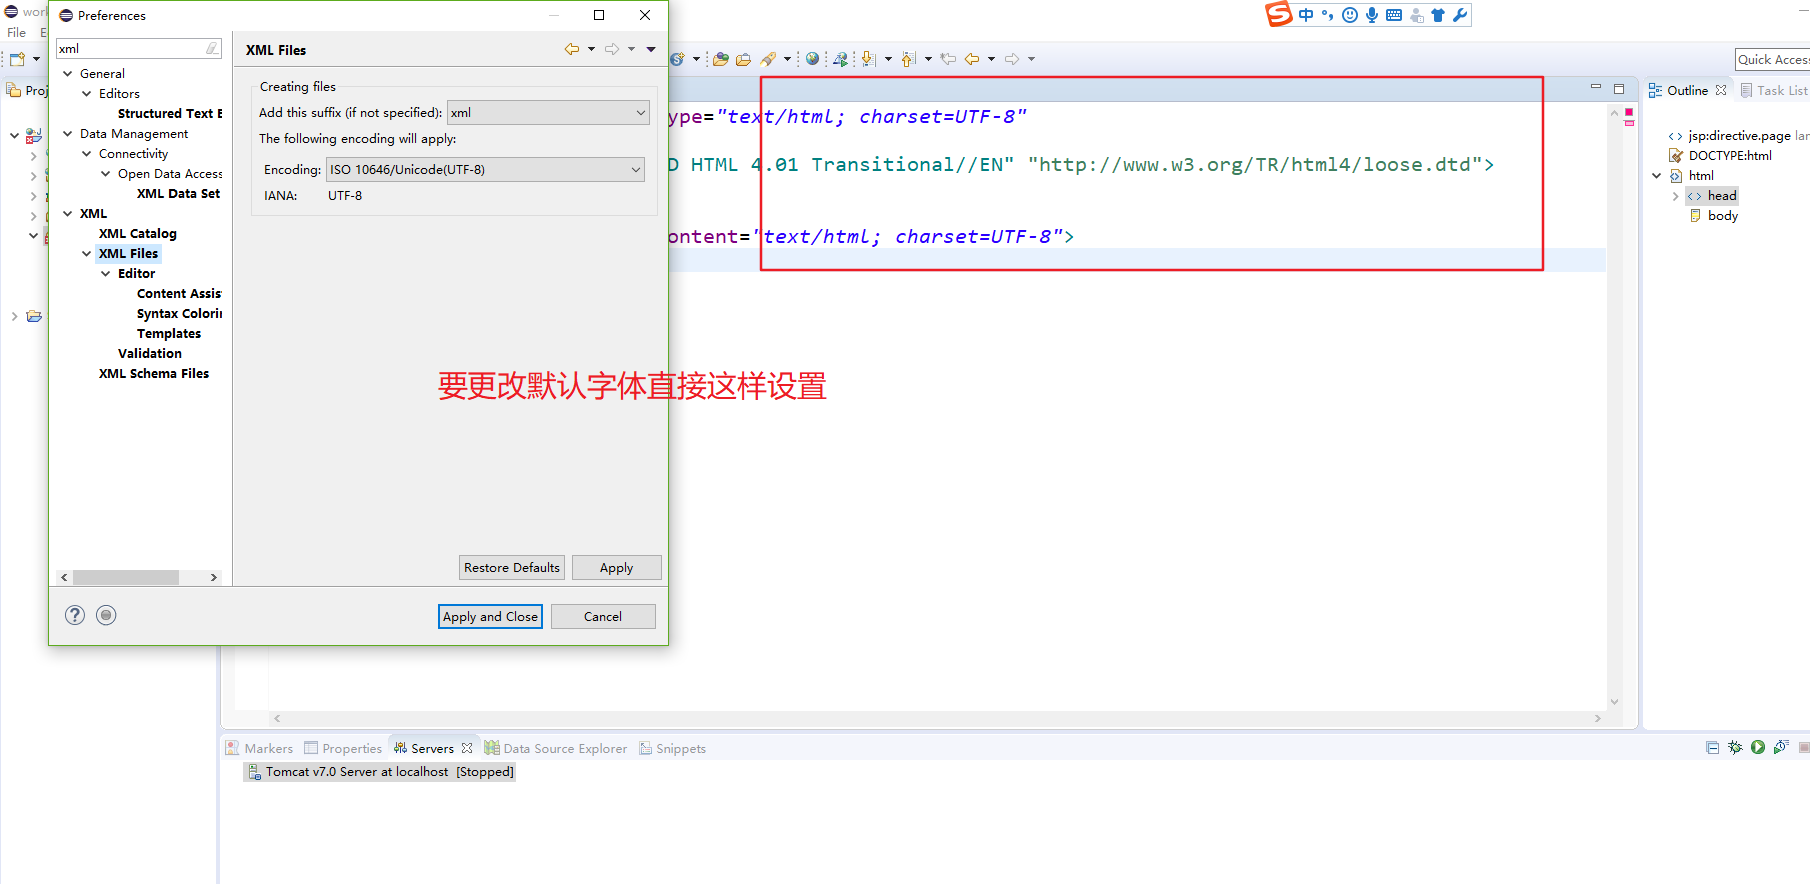 work
Preferences
File
E
xml
XML Files
Quick Access
General
Editors
Structured Text E
Data Management
Connectivity
Open Data Access
XML Data Set
XML
XML Catalog
XML Files
Editor
Content Assis
Syntax Colorin
Templates
Validation
XML Schema Files
Creating files
Add this suffix (if not specified):
xml
The following encoding will apply:
Encoding:
ISO 10646/Unicode(UTF-8)
IANA:
UTF-8
Restore Defaults
Apply
Apply and Close
Cancel
Proj
中
ype="text/html; charset=UTF-8"
D HTML 4.01 Transitional//EN" "http://www.w3.org/TR/html4/loose.dtd">
ontent="text/html; charset=UTF-8">
要更改默认字体直接这样设置
Outline
Task List
jsp:directive.page lan
DOCTYPE:html
html
head
body
Markers
Properties
Servers
Data Source Explorer
Snippets
Tomcat v7.0 Server at localhost [Stopped]